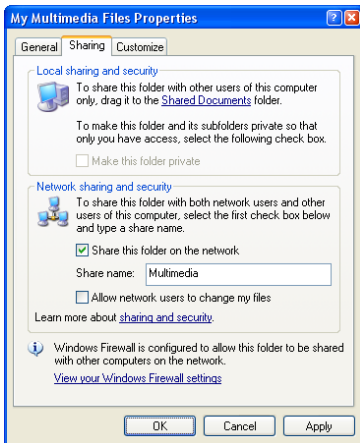 My Multimedia Files Properties
General Sharing Customize
Local sharing and security
To share this folder with other users of this computer
only, drag it to the Shared Documents folder.
To make this folder and its subfolders private so that
only you have access, select the following check box.
Make this folder private
Network sharing and security
To share this folder with both network users and other
users of this computer, select the first check box below
and type a share name.
Share this folder on the network
Share name: Multimedia
Allow network users to change my files
Learn more about sharing and security.
Windows Firewall is configured to allow this folder to be shared
with other computers on the network.
View your Windows Firewall settings
OK Cancel Apply